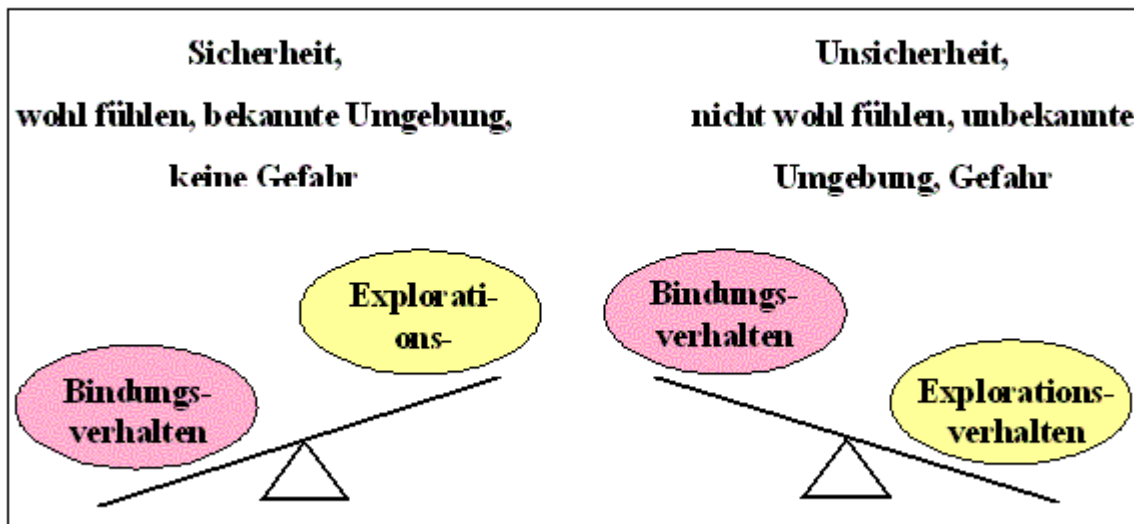 Sicherheit,
wohl fühlen, bekannte Umgebung,
keine Gefahr
Unsicherheit,
nicht wohl fühlen, unbekannte
Umgebung, Gefahr
Explorati-
ons-
Bindungs-
verhalten
Bindungs-
verhalten
Explorations-
verhalten